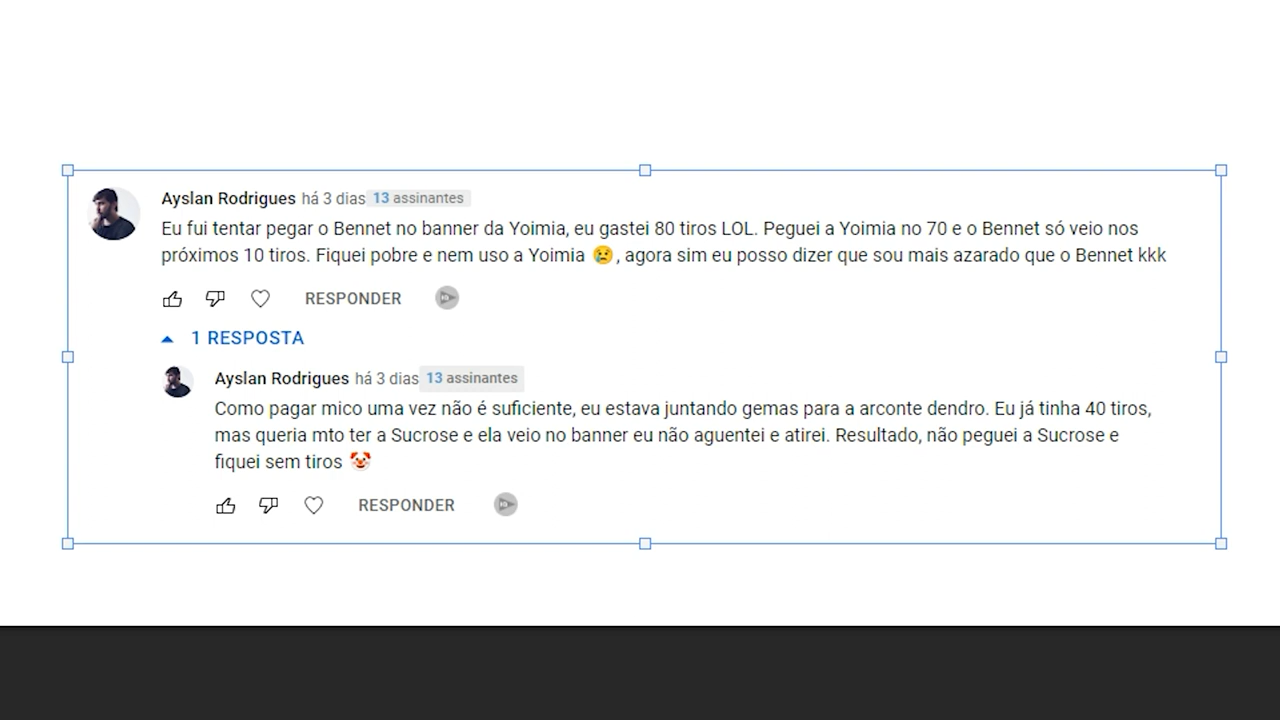 Ayslan Rodrigues há 3 dias 13 assinantes
Eu fui tentar pegar o Bennet no banner da Yoimia, eu gastei 80 tiros LOL. Peguei a Yoimia no 70 e o Bennet só veio nos
próximos 10 tiros. Fiquei pobre e nem uso a Yoimia 😢, agora sim eu posso dizer que sou mais azarado que o Bennet kkk
RESPONDER
1 RESPOSTA
Ayslan Rodrigues há 3 dias 13 assinantes
Como pagar mico uma vez não é suficiente, eu estava juntando gemas para a arconte dendro. Eu já tinha 40 tiros,
mas queria mto ter a Sucrose e ela veio no banner eu não aguentei e atirei. Resultado, não peguei a Sucrose e
fiquei sem tiros 🤡
RESPONDER